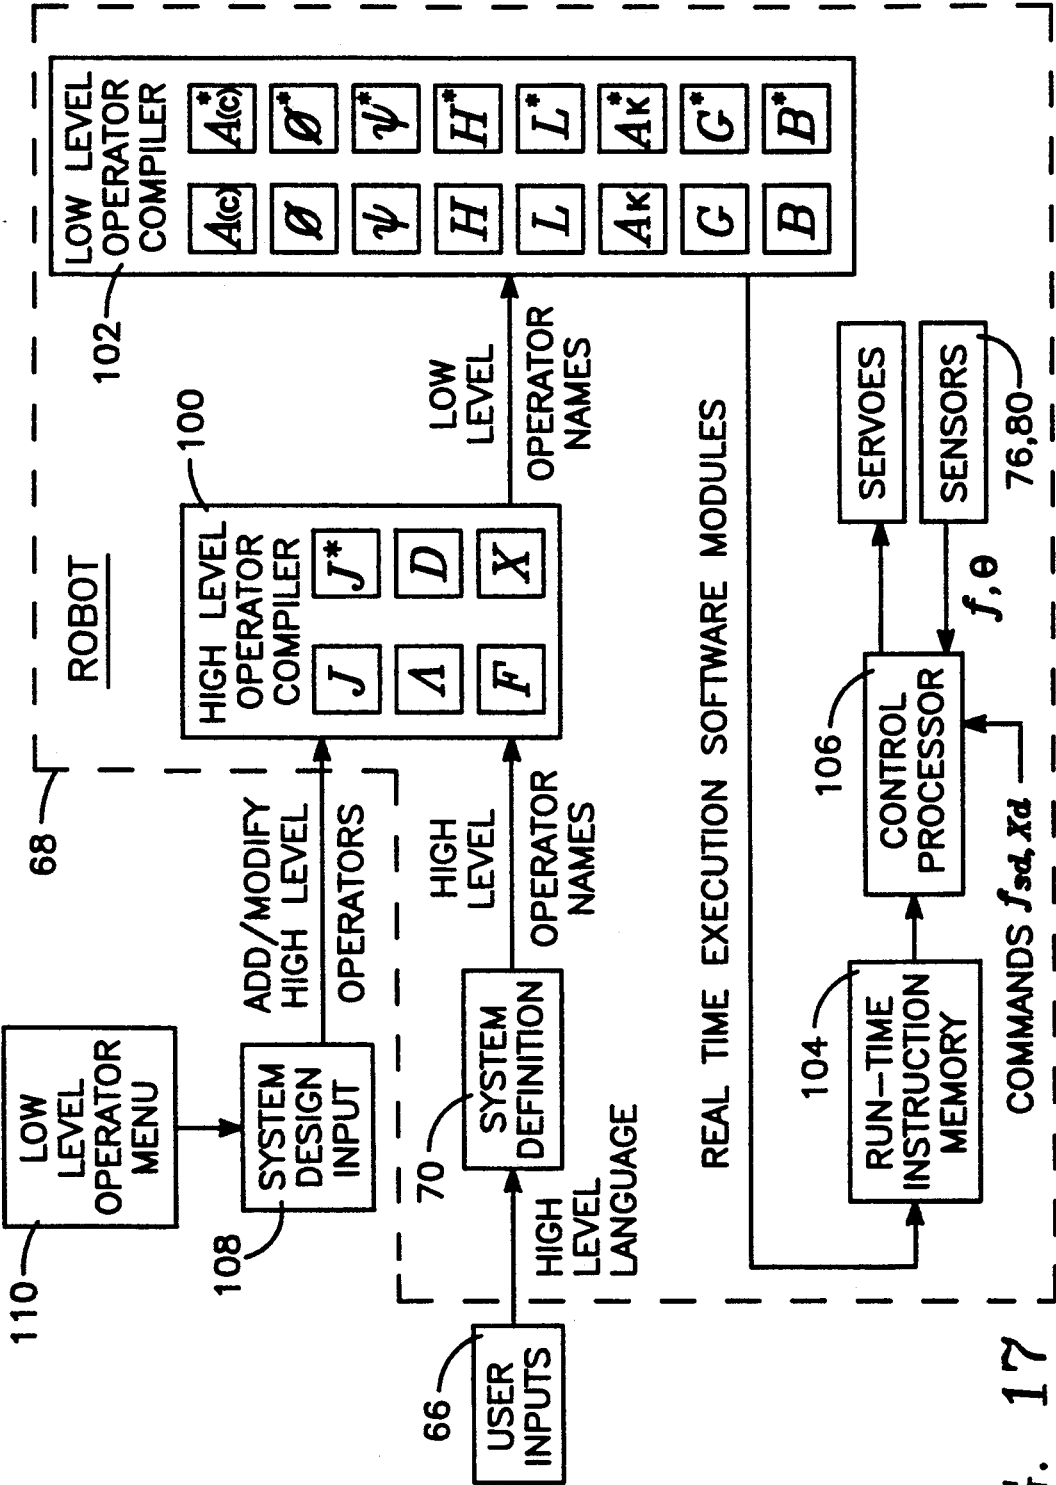 110
LOW
LEVEL
OPERATOR
MENU
108
SYSTEM
DESIGN
INPUT
ADD/MODIFY
HIGH LEVEL
OPERATORS
68
ROBOT
66
USER
INPUTS
HIGH
LEVEL
LANGUAGE
70
SYSTEM
DEFINITION
HIGH
LEVEL
OPERATOR
NAMES
100
HIGH LEVEL
OPERATOR
COMPILER
J J*
Λ D
F X
LOW
LEVEL
OPERATOR
NAMES
102
LOW LEVEL
OPERATOR
COMPILER
A(c) A(c)*
Ø Ø*
ψ ψ*
H H*
L L*
AK AK*
G G*
B B*
REAL TIME EXECUTION SOFTWARE MODULES
104
RUN-TIME
INSTRUCTION
MEMORY
106
CONTROL
PROCESSOR
SERVOES
SENSORS
76,80
f,θ
COMMANDS fsd,Xd
17